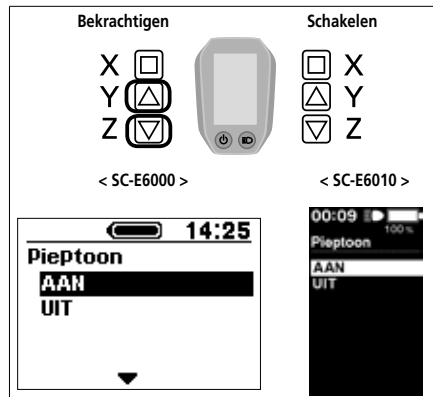 Bekrachtigen Schakelen
X X
Y Y
Z Z
< SC-E6000 > < SC-E6010 >
14:25
Pieptoon
AAN
UIT
00:09
100 %
Pieptoon
AAN
UIT